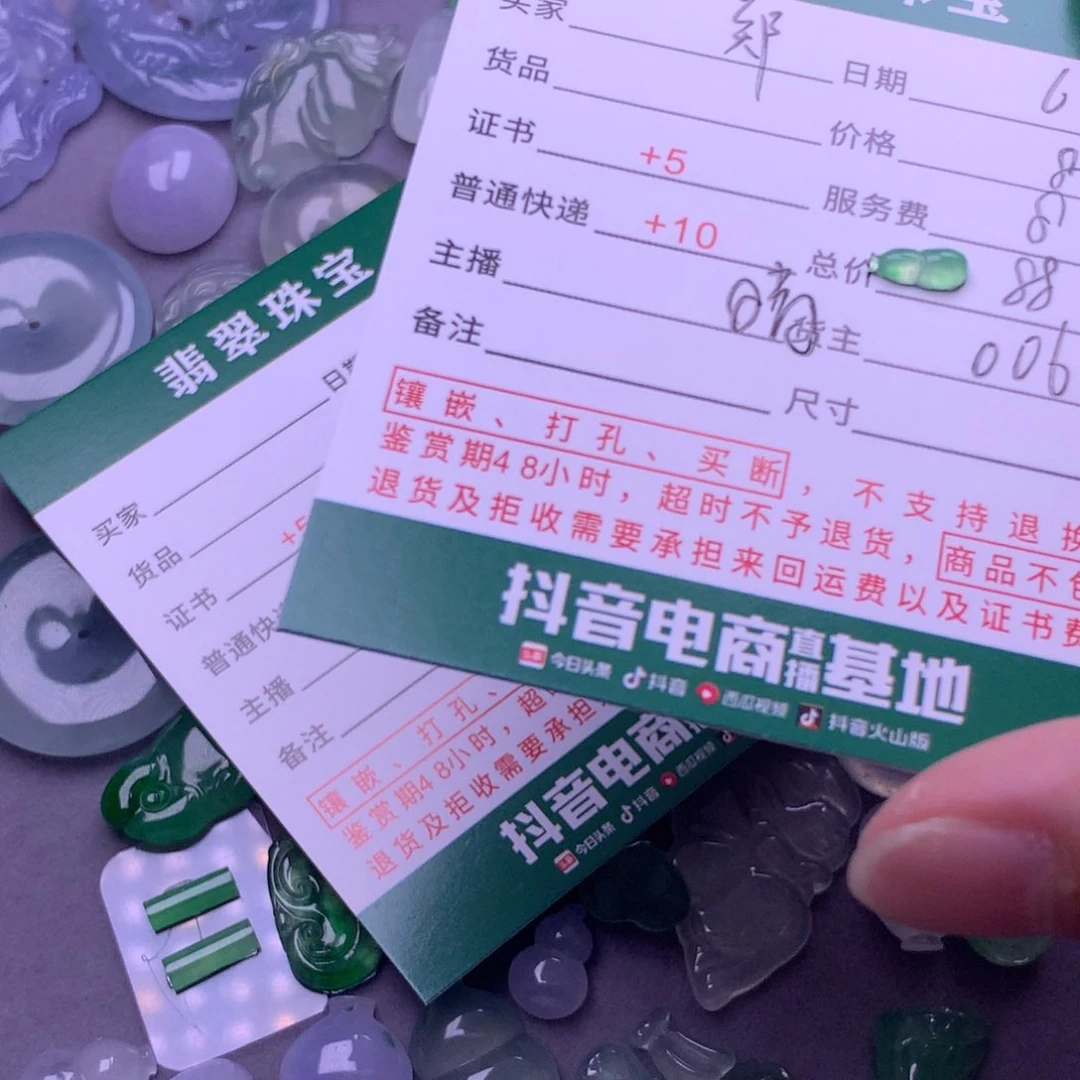 买家 郑 日期 6
货品 价格
证书 +5 服务费
普通快递 +10 总价 88
主播 货主 006
备注 尺寸
镶嵌、打孔、买断，不支持退换
鉴赏期48小时，超时不予退货，商品不包
退货及拒收需要承担来回运费以及证书费
抖音电商直播基地
今日头条 抖音 西瓜视频 抖音火山版
翡翠珠宝
买家 日期
货品
证书 +5
普通快
主播
备注
镶嵌、打孔、
鉴赏期48小时，超
退货及拒收需要承担
抖音电商
今日头条 抖音 西瓜视频